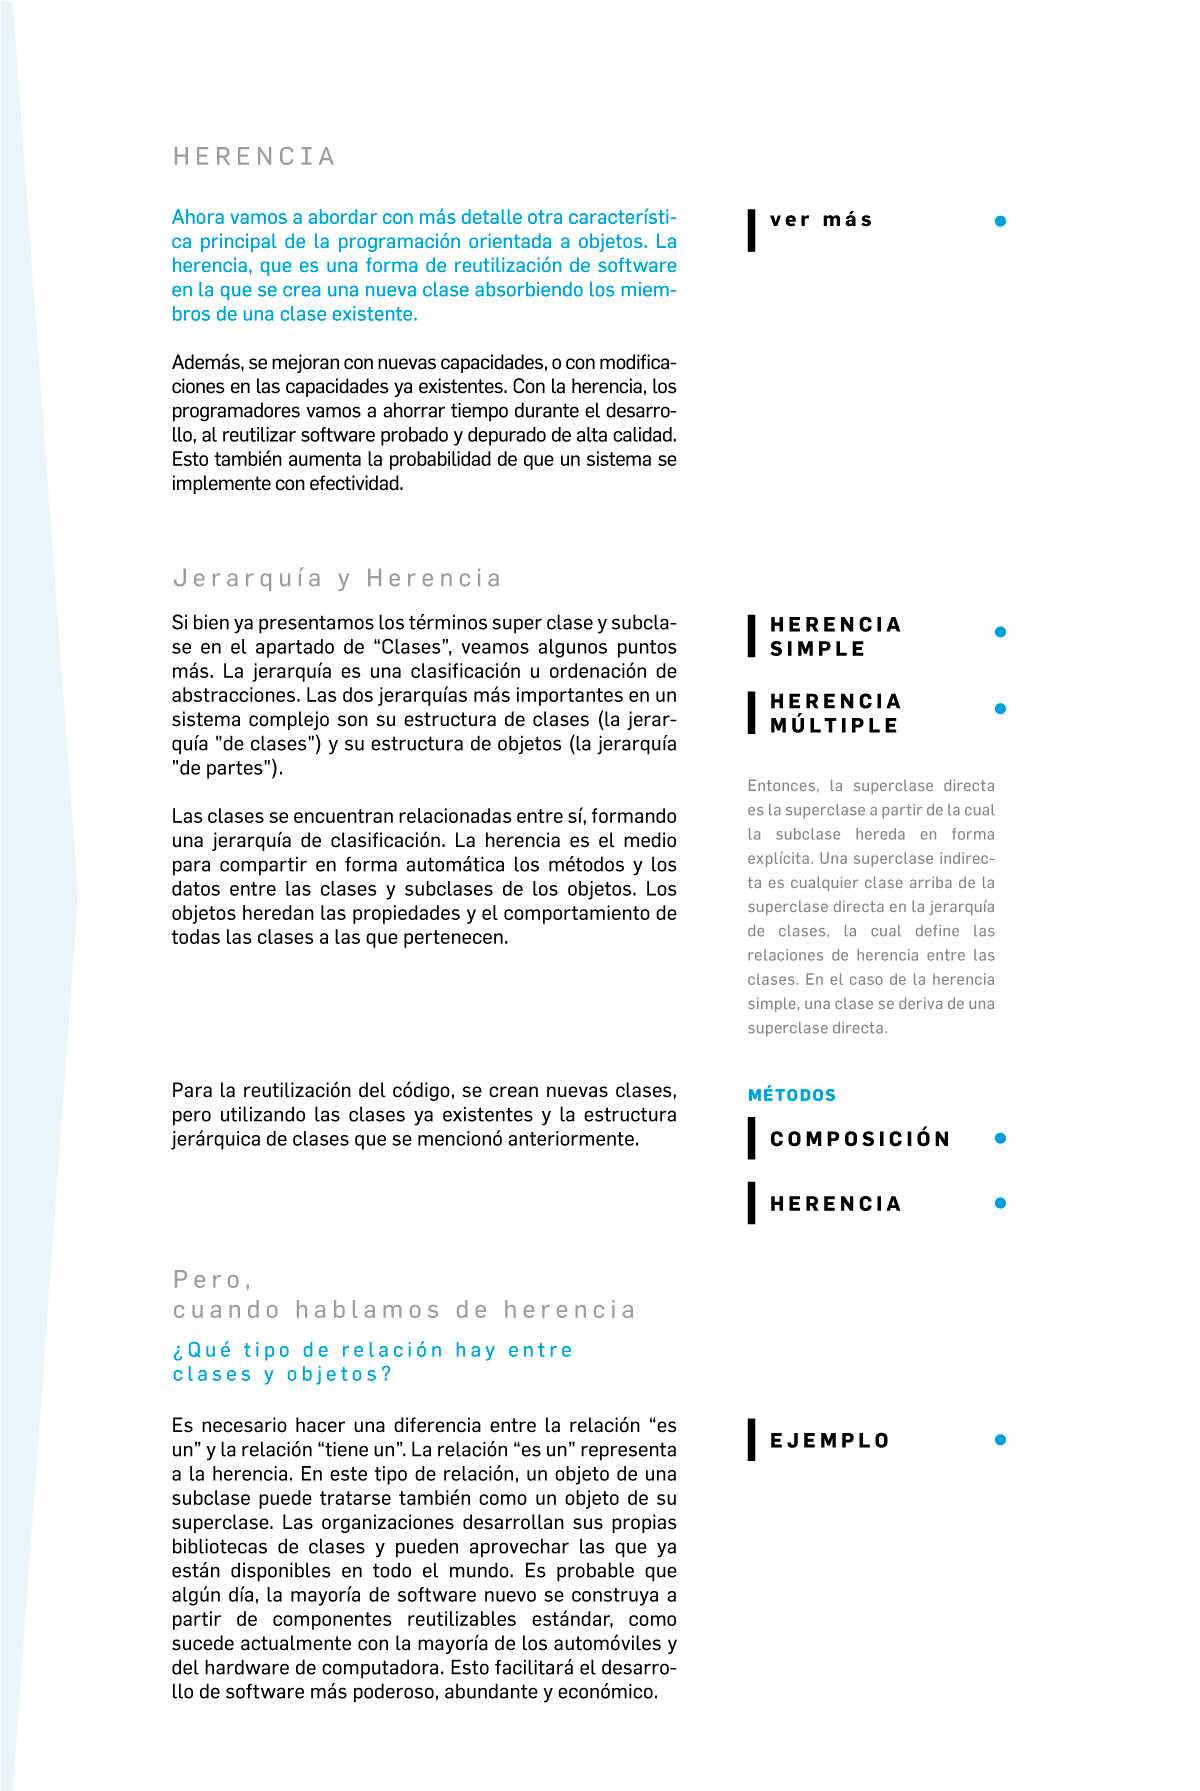 HERENCIA
Ahora vamos a abordar con más detalle otra característi-
ca principal de la programación orientada a objetos. La
herencia, que es una forma de reutilización de software
en la que se crea una nueva clase absorbiendo los miem-
bros de una clase existente.
ver más
Además, se mejoran con nuevas capacidades, o con modifica-
ciones en las capacidades ya existentes. Con la herencia, los
programadores vamos a ahorrar tiempo durante el desarro-
llo, al reutilizar software probado y depurado de alta calidad.
Esto también aumenta la probabilidad de que un sistema se
implemente con efectividad.
Jerarquía y Herencia
Si bien ya presentamos los términos super clase y subcla-
se en el apartado de “Clases”, veamos algunos puntos
más. La jerarquía es una clasificación u ordenación de
abstracciones. Las dos jerarquías más importantes en un
sistema complejo son su estructura de clases (la jerar-
quía "de clases") y su estructura de objetos (la jerarquía
"de partes").
Las clases se encuentran relacionadas entre sí, formando
una jerarquía de clasificación. La herencia es el medio
para compartir en forma automática los métodos y los
datos entre las clases y subclases de los objetos. Los
objetos heredan las propiedades y el comportamiento de
todas las clases a las que pertenecen.
HERENCIA
SIMPLE
HERENCIA
MÚLTIPLE
Entonces, la superclase directa
es la superclase a partir de la cual
la subclase hereda en forma
explícita. Una superclase indirec-
ta es cualquier clase arriba de la
superclase directa en la jerarquía
de clases, la cual define las
relaciones de herencia entre las
clases. En el caso de la herencia
simple, una clase se deriva de una
superclase directa.
Para la reutilización del código, se crean nuevas clases,
pero utilizando las clases ya existentes y la estructura
jerárquica de clases que se mencionó anteriormente.
MÉTODOS
COMPOSICIÓN
HERENCIA
Pero,
cuando hablamos de herencia
¿Qué tipo de relación hay entre
clases y objetos?
Es necesario hacer una diferencia entre la relación “es
un” y la relación “tiene un”. La relación “es un” representa
a la herencia. En este tipo de relación, un objeto de una
subclase puede tratarse también como un objeto de su
superclase. Las organizaciones desarrollan sus propias
bibliotecas de clases y pueden aprovechar las que ya
están disponibles en todo el mundo. Es probable que
algún día, la mayoría de software nuevo se construya a
partir de componentes reutilizables estándar, como
sucede actualmente con la mayoría de los automóviles y
del hardware de computadora. Esto facilitará el desarro-
llo de software más poderoso, abundante y económico.
EJEMPLO